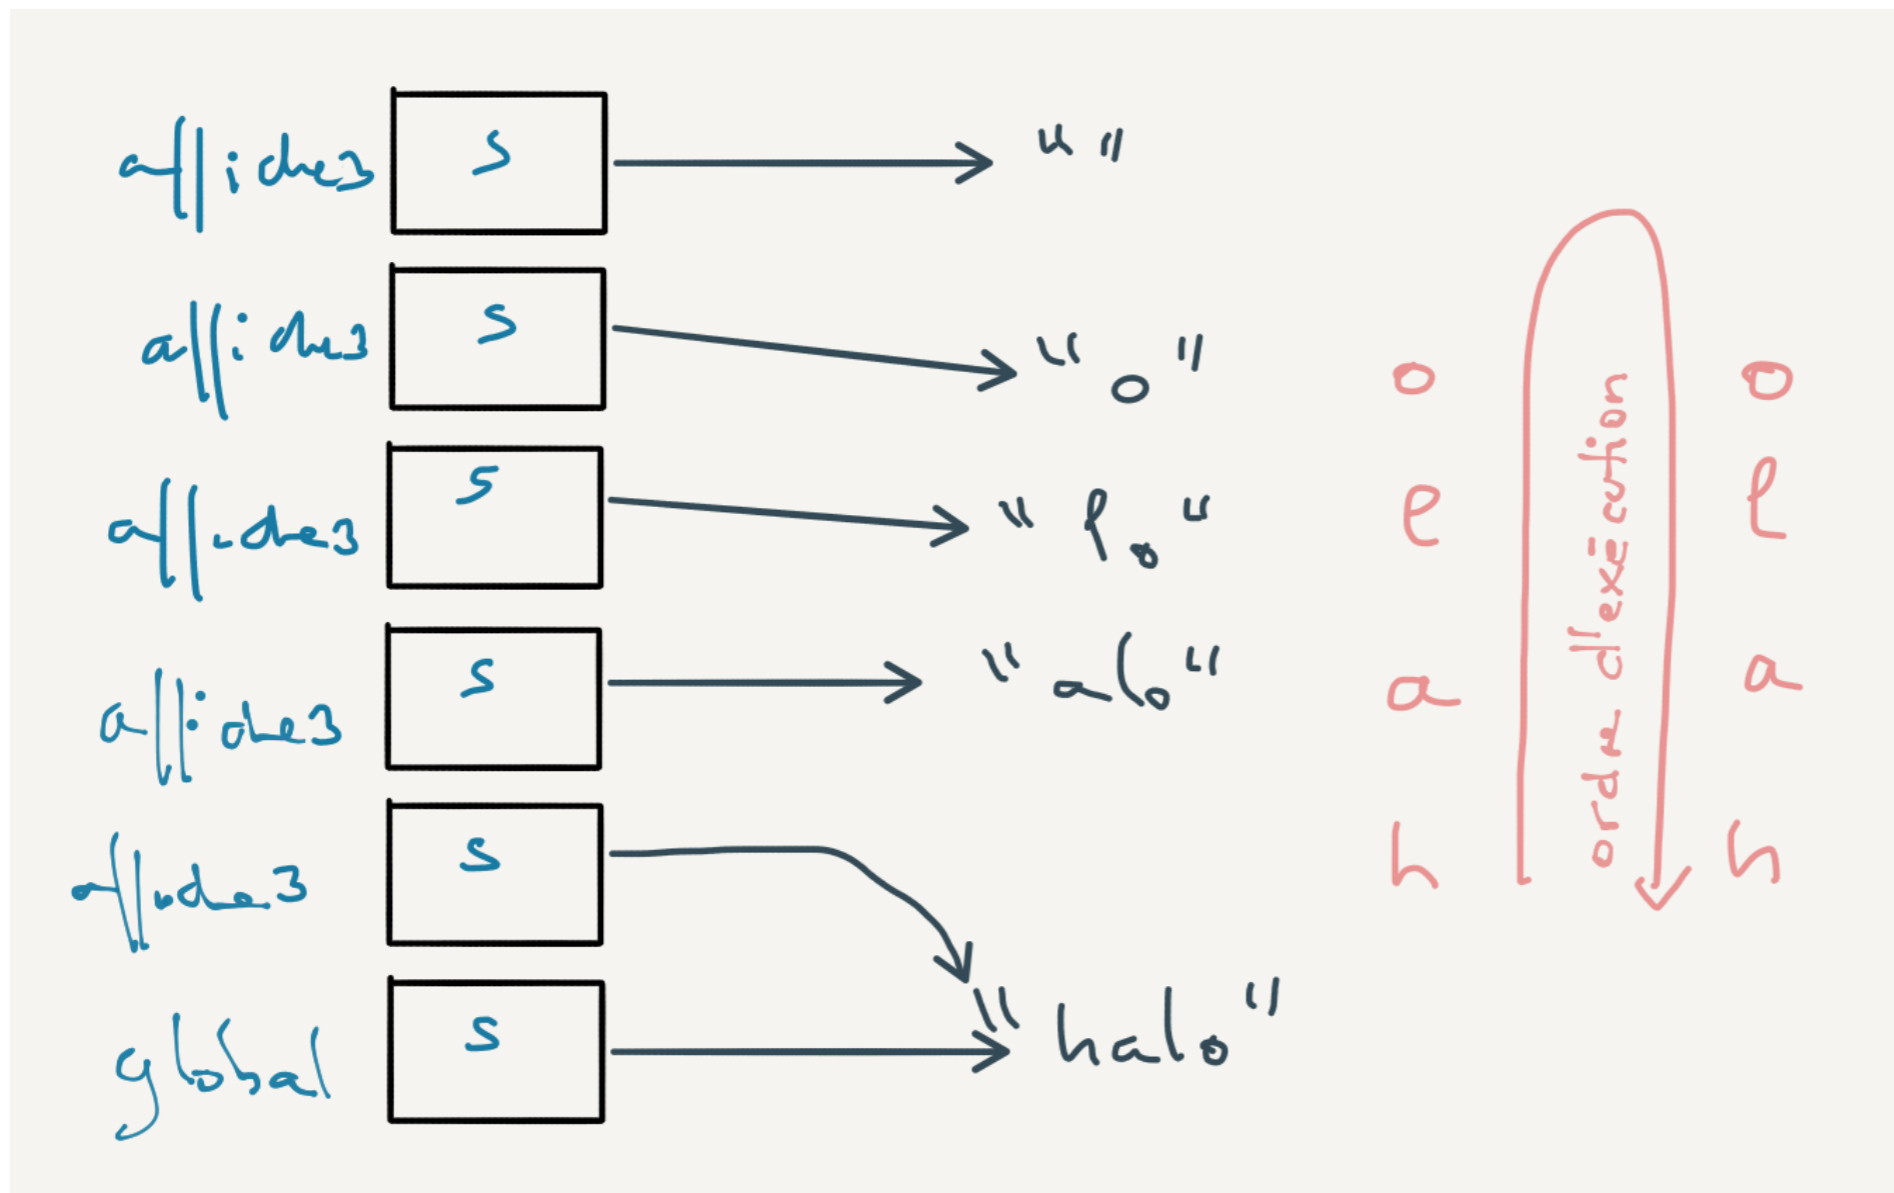 affiche3 s " "
affiche3 s " o "
affiche3 s " lo "
affiche3 s " alo "
affiche3 s
global s " halo "
o
e
a
h
ordre d'exécution
o
l
a
h